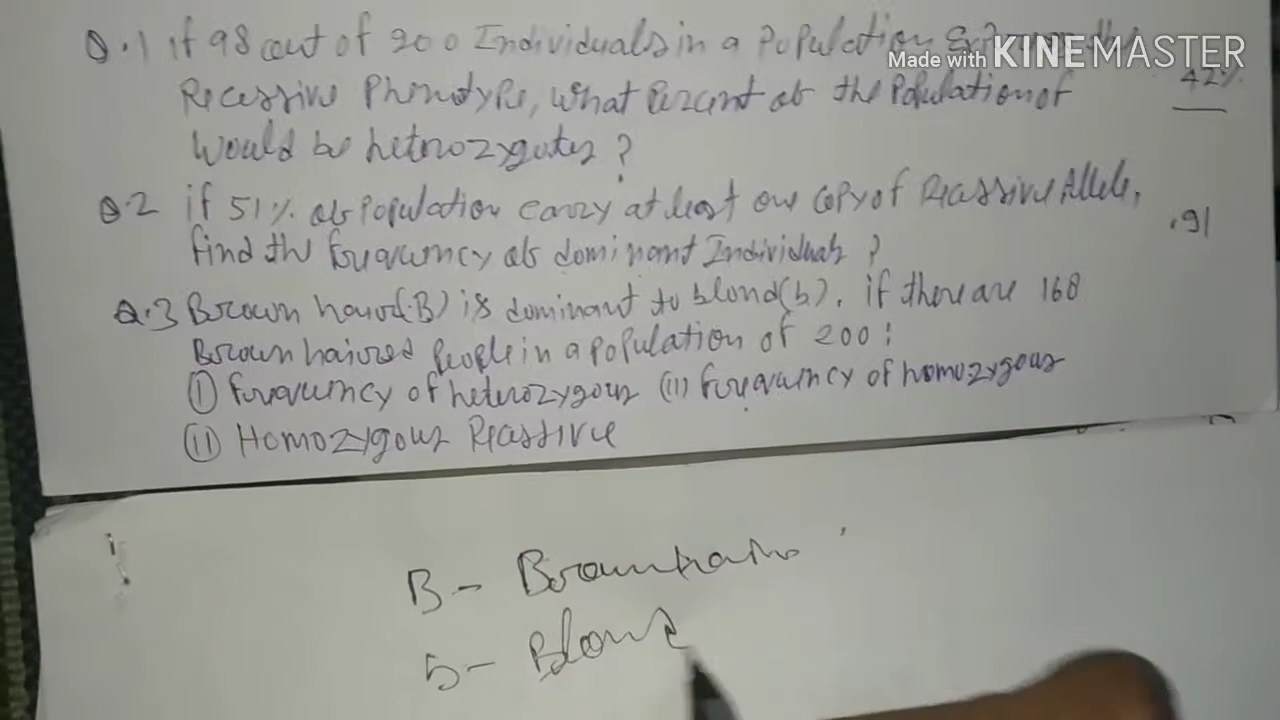 Made with KINEMASTER
Q.1 if 98 out of 200 Individuals in a Population
42%
Recessive Phenotype, What Percent of the Population of
Would be hetrozygotes ?
Q.2 if 51% of Population carry at least one copy of Recessive Allele,
.91
find the frequency of dominant Individuals ?
Q.3 Brown hair(B) is dominant to blond(b). if there are 168
Brown haired People in a population of 200 :
(I) frequency of heterozygous (II) frequency of homozygous
(II) Homozygous Recessive
B - Brown hair
b - Blond